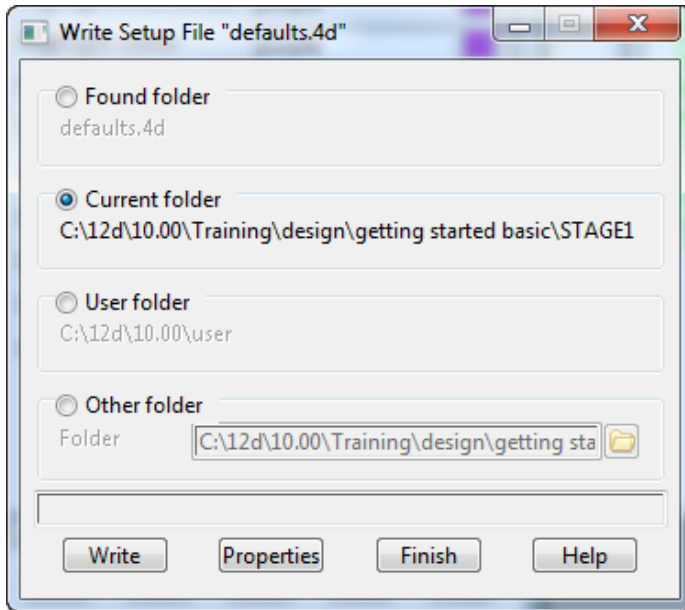 Write Setup File "defaults.4d"
Found folder
defaults.4d
Current folder
C:\12d\10.00\Training\design\getting started basic\STAGE1
User folder
C:\12d\10.00\user
Other folder
Folder C:\12d\10.00\Training\design\getting sta
Write Properties Finish Help